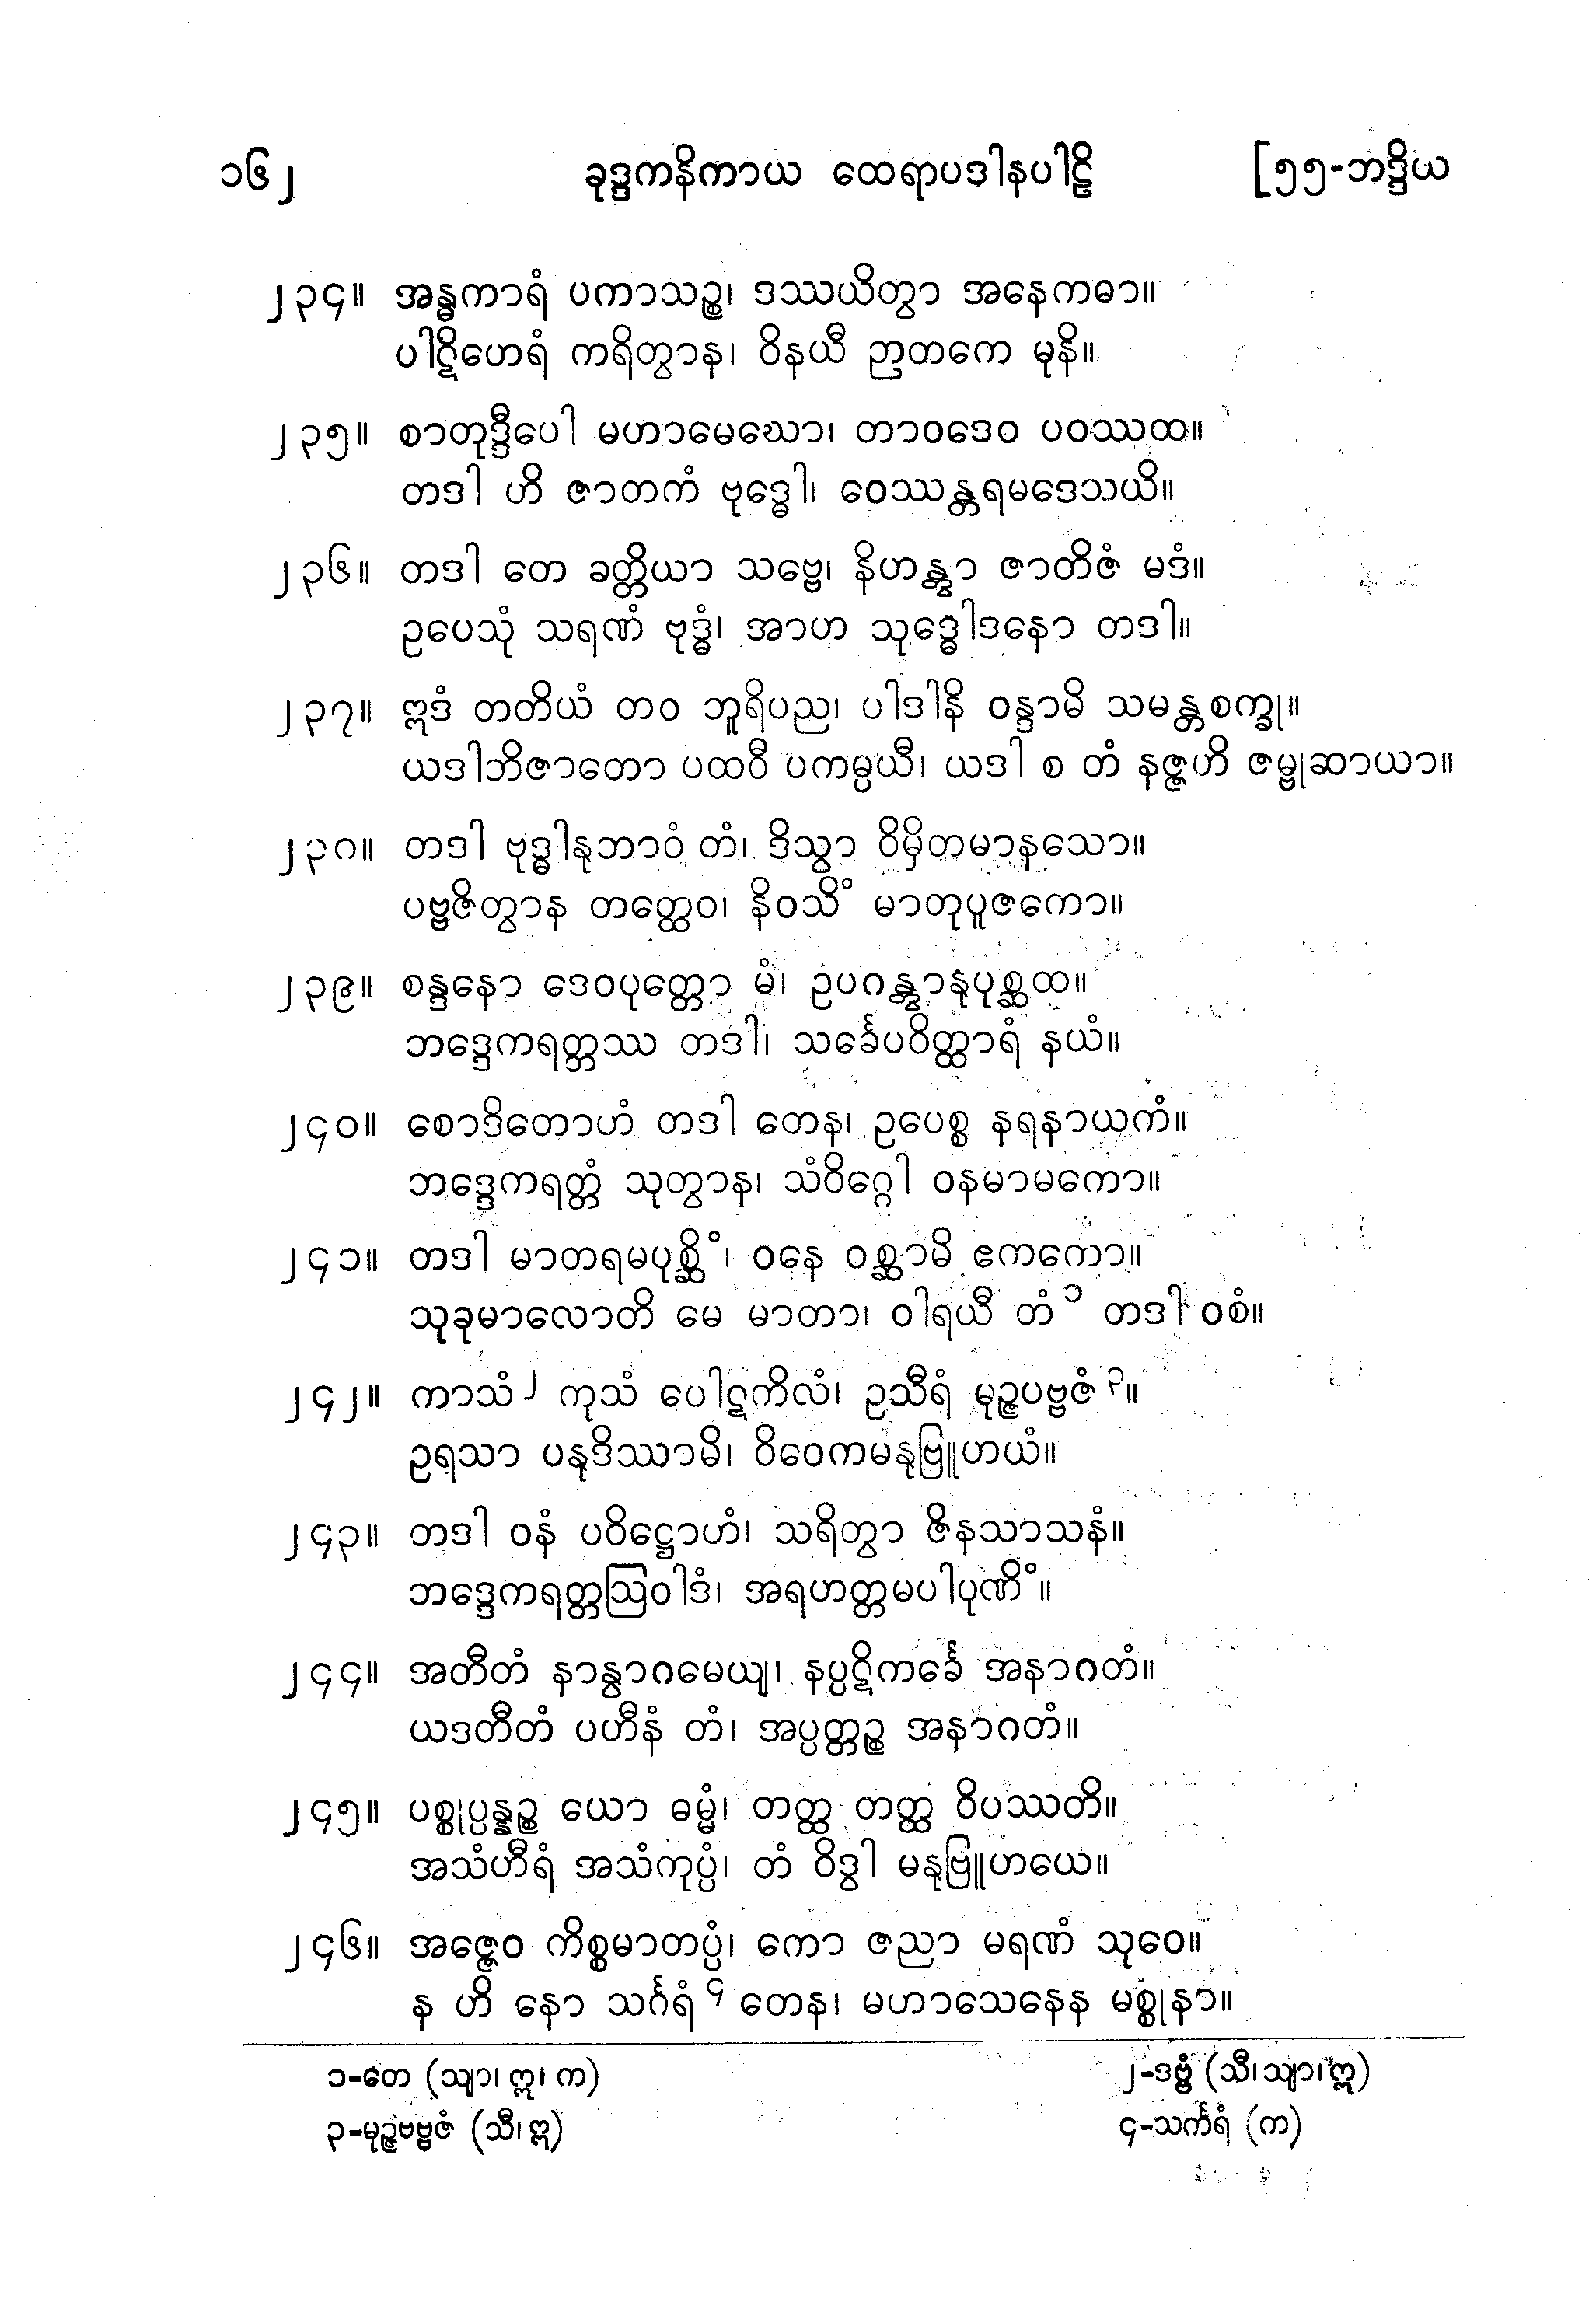 ၁၆၂ ခုဒ္ဒကနိကာယ ထေရာပဒါနပါဠိ [၅၅-ဘဒ္ဒိယ
၂၃၄။ အန္ဓကာရံ ပကာသဉ္စ၊ ဒဿယိတွာ အနေကဓာ။
ပါဋိဟေရံ ကရိတွာန၊ ဝိနယီ ဉာတကေ မုနိ။
၂၃၅။ စာတုဒ္ဒီပေါ မဟာမေဃော၊ တာဝဒေဝ ပဝဿထ။
တဒါ ဟိ ဇာတကံ ဗုဒ္ဓေါ၊ ဝေဿန္တရမဒေသယိ။
၂၃၆။ တဒါ တေ ခတ္တိယာ သဗ္ဗေ၊ နိဟန္တွာ ဇာတိဇံ မဒံ။
ဥပေသုံ သရဏံ ဗုဒ္ဓံ၊ အာဟ သုဒ္ဓေါဒနော တဒါ။
၂၃၇။ ဣဒံ တတိယံ တဝ ဘူရိပည၊ ပါဒါနိ ဝန္ဒာမိ သမန္တစက္ခု။
ယဒါဘိဇာတော ပထဝီ ပကမ္ပယီ၊ ယဒါ စ တံ နဇ္ဇဟိ ဇမ္ဗုဆာယာ။
၂၃၈။ တဒါ ဗုဒ္ဓါနုဘာဝံ တံ၊ ဒိသွာ ဝိမှိတမာနသော။
ပဗ္ဗဇိတွာန တတ္ထေဝ၊ နိဝသိံ မာတုပူဇကော။
၂၃၉။ စန္ဒနော ဒေဝပုတ္တော မံ၊ ဥပဂန္တွာနုပုစ္ဆထ။
ဘဒ္ဒေကရတ္တဿ တဒါ၊ သင်္ခေပဝိတ္ထာရံ နယံ။
၂၄၀။ စောဒိတောဟံ တဒါ တေန၊ ဥပေစ္စ နရနာယကံ။
ဘဒ္ဒေကရတ္တံ သုတွာန၊ သံဝိဂ္ဂေါ ဝနမာမကော။
၂၄၁။ တဒါ မာတရမပုစ္ဆိံ၊ ဝနေ ဝစ္ဆာမိ ဧကကော။
သုခုမာလောတိ မေ မာတာ၊ ဝါရယီ တံ ၁ တဒါ ဝစံ။
၂၄၂။ ကာသံ ၂ ကုသံ ပေါဋကိလံ၊ ဥသီရံ မုဉ္ဇပဗ္ဗဇံ ၃။
ဥရသာ ပနုဒိဿာမိ၊ ဝိဝေကမနုဗြူဟယံ။
၂၄၃။ တဒါ ဝနံ ပဝိဋ္ဌောဟံ၊ သရိတွာ ဇိနသာသနံ။
ဘဒ္ဒေကရတ္တဩဝါဒံ၊ အရဟတ္တမပါပုဏိံ။
၂၄၄။ အတီတံ နာနွာဂမေယျ၊ နပ္ပဋိကင်္ခေ အနာဂတံ။
ယဒတီတံ ပဟီနံ တံ၊ အပ္ပတ္တဉ္စ အနာဂတံ။
၂၄၅။ ပစ္စုပ္ပန္နဉ္စ ယော ဓမ္မံ၊ တတ္ထ တတ္ထ ဝိပဿတိ။
အသံဟီရံ အသံကုပ္ပံ၊ တံ ဝိဒွါ မနုဗြူဟယေ။
၂၄၆။ အဇ္ဇေဝ ကိစ္စမာတပ္ပံ၊ ကော ဇညာ မရဏံ သုဝေ။
န ဟိ နော သင်္ဂရံ ၄ တေန၊ မဟာသေနေန မစ္စုနာ။
၁-တေ (သျာ၊ ဣ၊ က) ၂-ဒဗ္ဗံ (သီ၊ သျာ၊ ဣ)
၃-မုဉ္ဇဗဗ္ဗဇံ (သီ၊ ဣ) ၄-သင်္ကရံ (က)